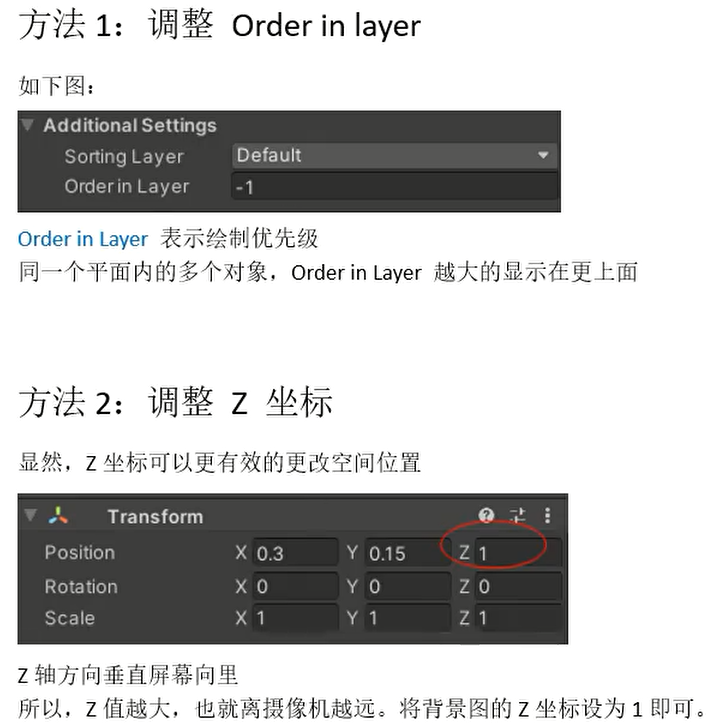 方法1：调整 Order in layer
如下图：
Additional Settings
Sorting Layer Default
Order in Layer -1
Order in Layer 表示绘制优先级
同一个平面内的多个对象，Order in Layer 越大的显示在更上面
方法2：调整 Z 坐标
显然，Z 坐标可以更有效的更改空间位置
Transform
Position X 0.3 Y 0.15 Z 1
Rotation X 0 Y 0 Z 0
Scale X 1 Y 1 Z 1
Z 轴方向垂直屏幕向里
所以，Z 值越大，也就离摄像机越远。将背景图的 Z 坐标设为 1 即可。